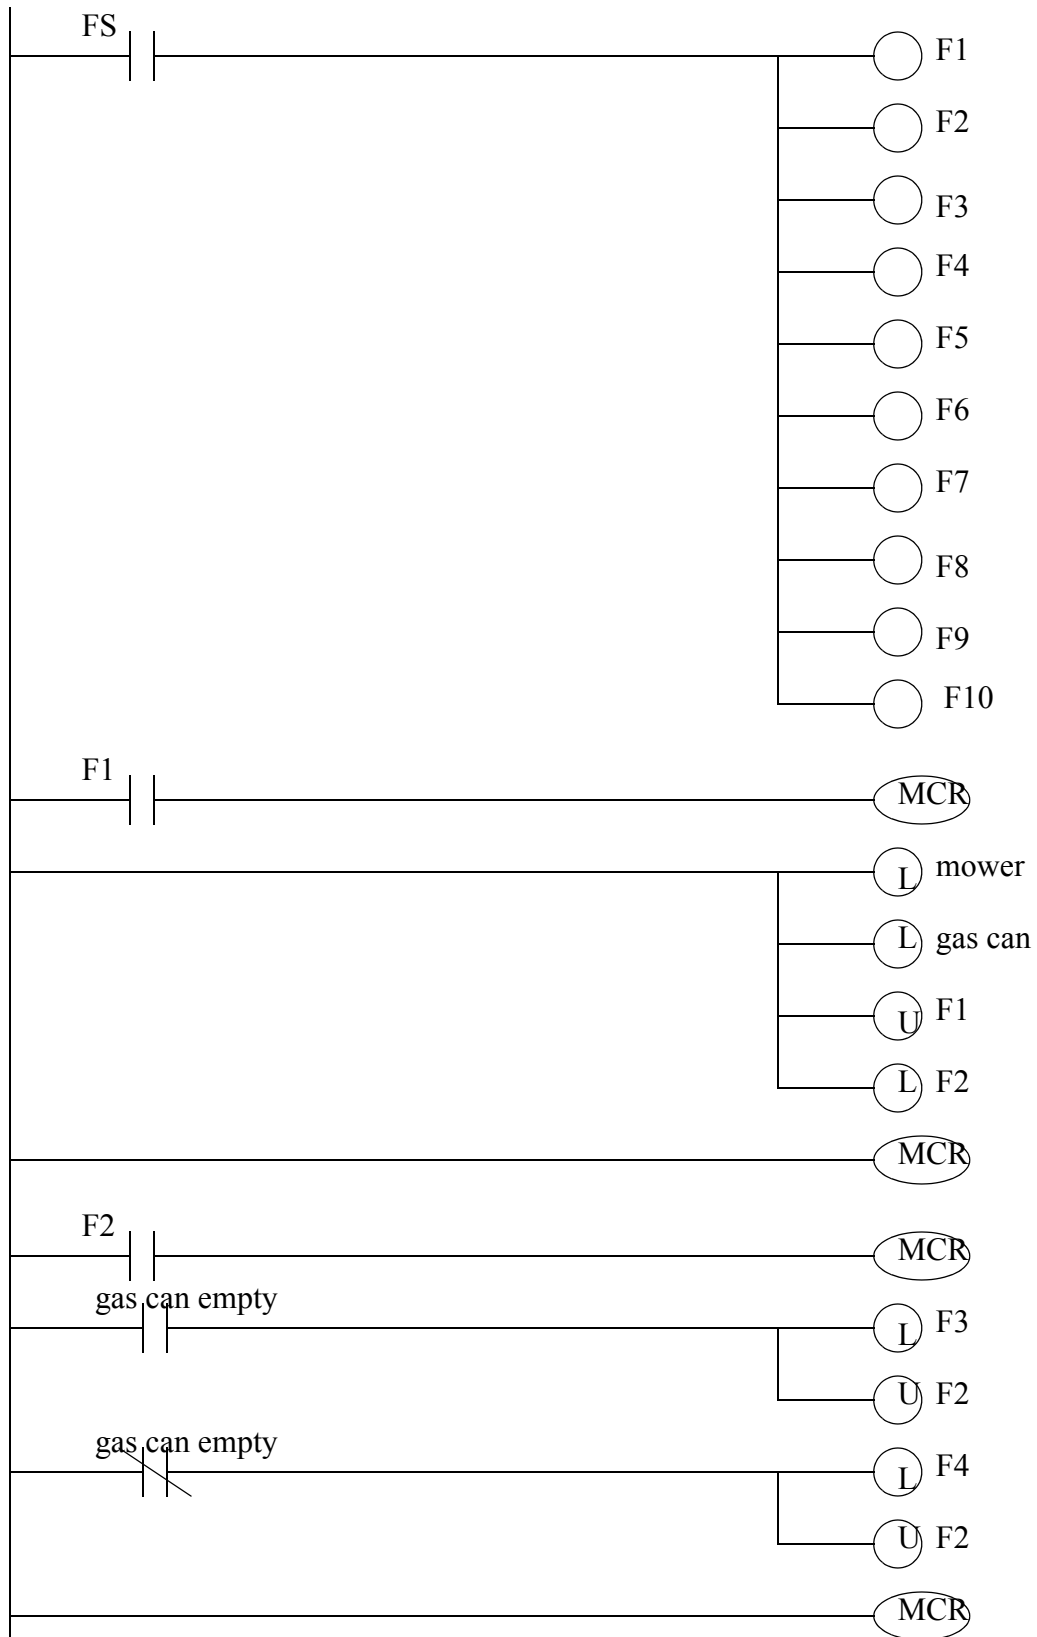 FS
F1
F2
F3
F4
F5
F6
F7
F8
F9
F10
F1
MCR
L mower
L gas can
U F1
L F2
MCR
F2
MCR
gas can empty
L F3
U F2
gas can empty
L F4
U F2
MCR